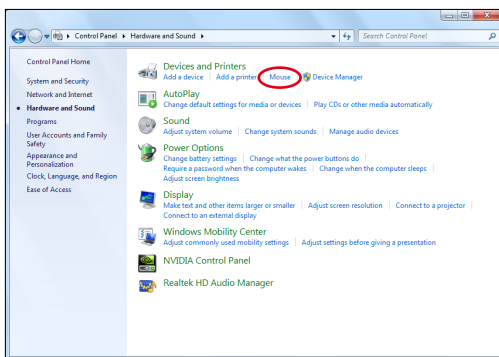 Control Panel ▸ Hardware and Sound ▸
Search Control Panel
Control Panel Home
System and Security
Network and Internet
Hardware and Sound
Programs
User Accounts and Family
Safety
Appearance and
Personalization
Clock, Language, and Region
Ease of Access
Devices and Printers
Add a device | Add a printer | Mouse | Device Manager
AutoPlay
Change default settings for media or devices | Play CDs or other media automatically
Sound
Adjust system volume | Change system sounds | Manage audio devices
Power Options
Change battery settings | Change what the power buttons do |
Require a password when the computer wakes | Change when the computer sleeps |
Adjust screen brightness
Display
Make text and other items larger or smaller | Adjust screen resolution | Connect to a projector |
Connect to an external display
Windows Mobility Center
Adjust commonly used mobility settings | Adjust settings before giving a presentation
NVIDIA Control Panel
Realtek HD Audio Manager